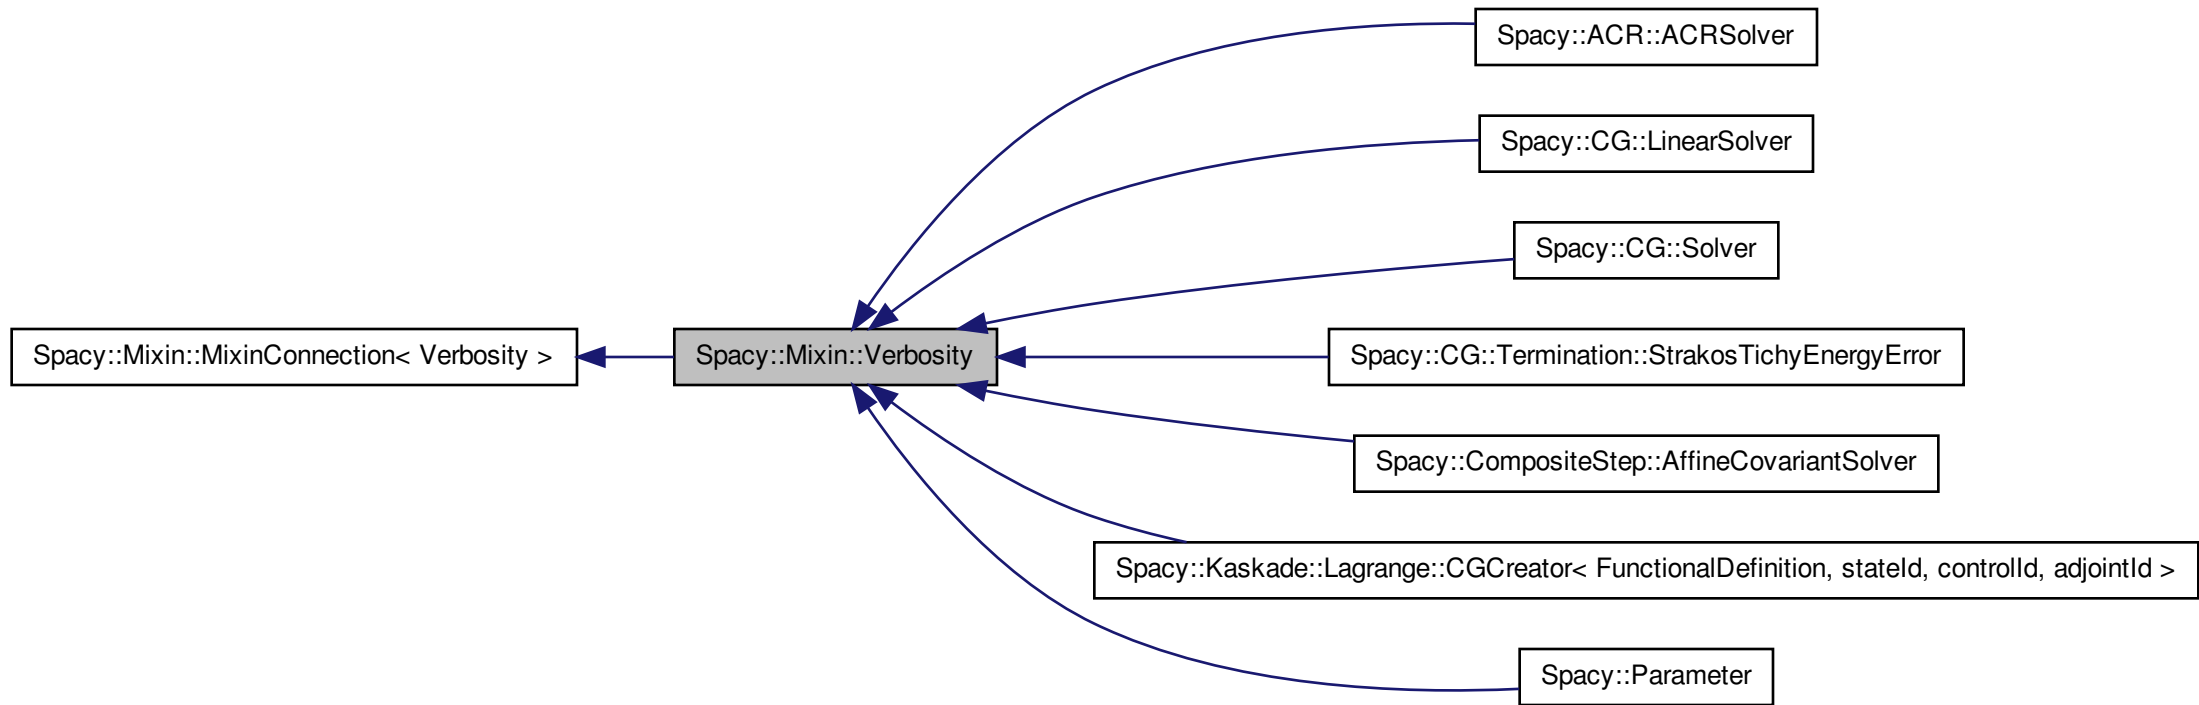 Spacy::ACR::ACRSolver
Spacy::CG::LinearSolver
Spacy::CG::Solver
Spacy::Mixin::MixinConnection< Verbosity >
Spacy::Mixin::Verbosity
Spacy::CG::Termination::StrakosTichyEnergyError
Spacy::CompositeStep::AffineCovariantSolver
Spacy::Kaskade::Lagrange::CGCreator< FunctionalDefinition, stateId, controlId, adjointId >
Spacy::Parameter